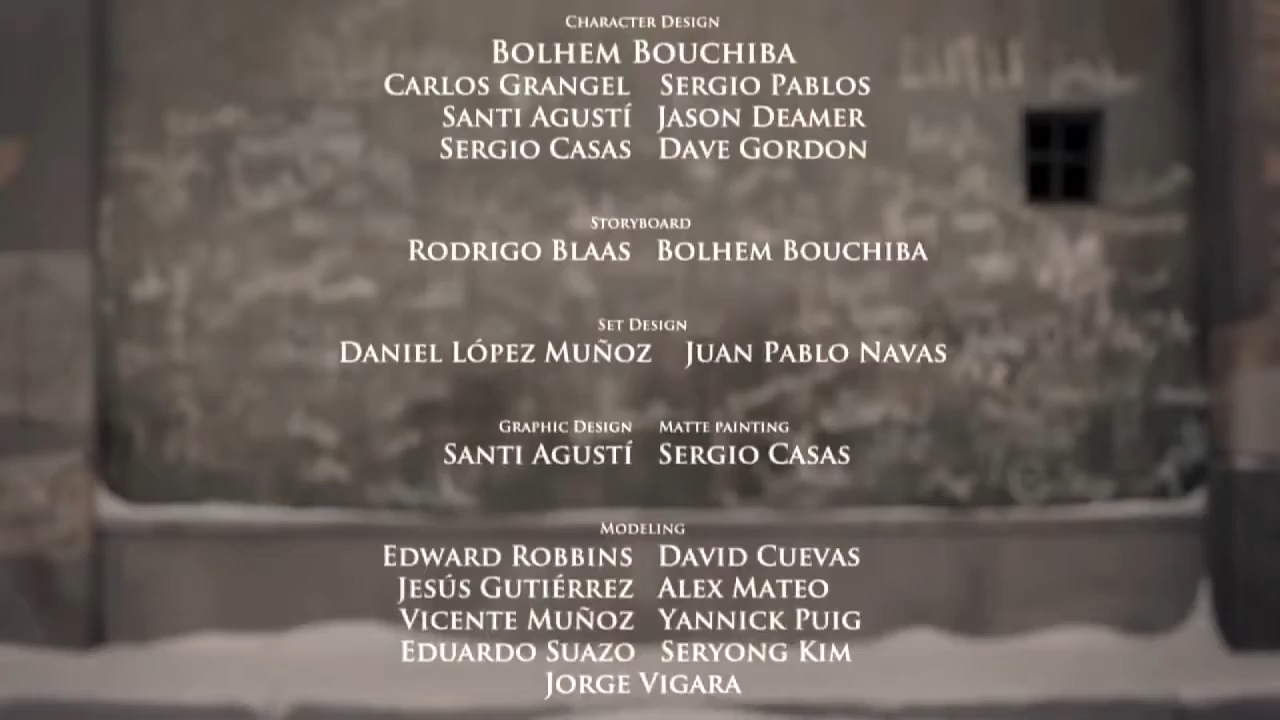 CHARACTER DESIGN
BOLHEM BOUCHIBA
CARLOS GRANGEL SERGIO PABLOS
SANTI AGUSTÍ JASON DEAMER
SERGIO CASAS DAVE GORDON
STORYBOARD
RODRIGO BLAAS BOLHEM BOUCHIBA
SET DESIGN
DANIEL LÓPEZ MUÑOZ JUAN PABLO NAVAS
GRAPHIC DESIGN MATTE PAINTING
SANTI AGUSTÍ SERGIO CASAS
MODELING
EDWARD ROBBINS DAVID CUEVAS
JESÚS GUTIÉRREZ ALEX MATEO
VICENTE MUÑOZ YANNICK PUIG
EDUARDO SUAZO SERYONG KIM
JORGE VIGARA